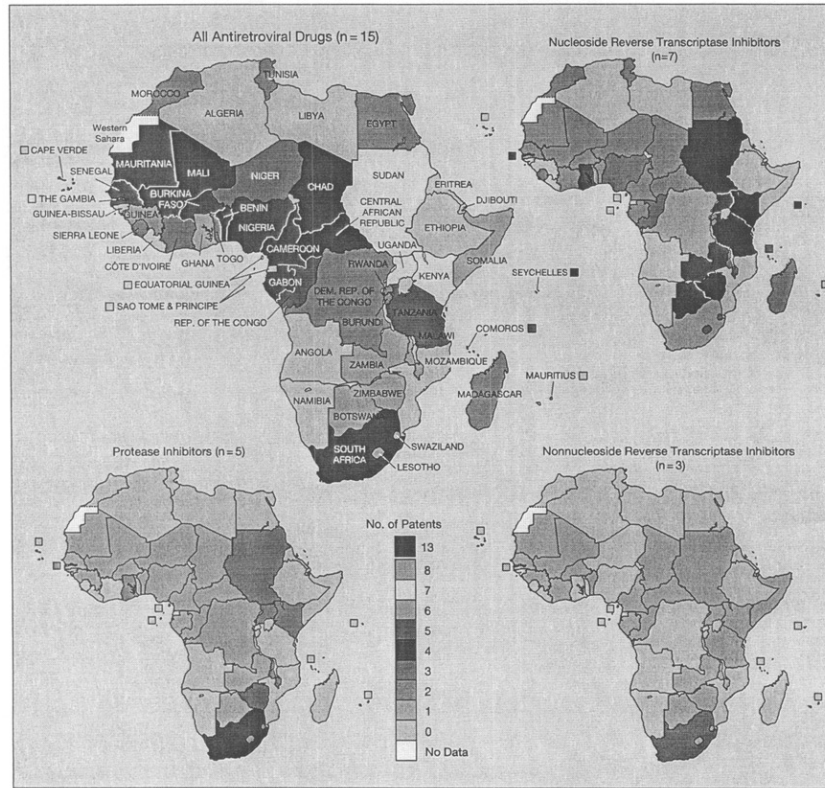 All Antiretroviral Drugs (n = 15)
Nucleoside Reverse Transcriptase Inhibitors
(n=7)
TUNISIA
MOROCCO
ALGERIA
LIBYA
EGYPT
Western
Sahara
CAPE VERDE
MAURITANIA
MALI
NIGER
CHAD
SUDAN
SENEGAL
ERITREA
THE GAMBIA
BURKINA
FASO
DJIBOUTI
GUINEA-BISSAU
GUINEA
BENIN
NIGERIA
CENTRAL
AFRICAN
REPUBLIC
ETHIOPIA
SIERRA LEONE
LIBERIA
CAMEROON
UGANDA
SOMALIA
CÔTE D'IVOIRE
GHANA
TOGO
RWANDA
KENYA
EQUATORIAL GUINEA
GABON
DEM. REP. OF
THE CONGO
SEYCHELLES
SAO TOME & PRINCIPE
TANZANIA
REP. OF THE CONGO
BURUNDI
MALAWI
COMOROS
ANGOLA
ZAMBIA
MOZAMBIQUE
MAURITIUS
ZIMBABWE
MADAGASCAR
NAMIBIA
BOTSWAN
SOUTH
AFRICA
SWAZILAND
LESOTHO
Protease Inhibitors (n = 5)
Nonnucleoside Reverse Transcriptase Inhibitors
(n = 3)
No. of Patents
13
8
7
6
5
4
3
2
1
0
No Data